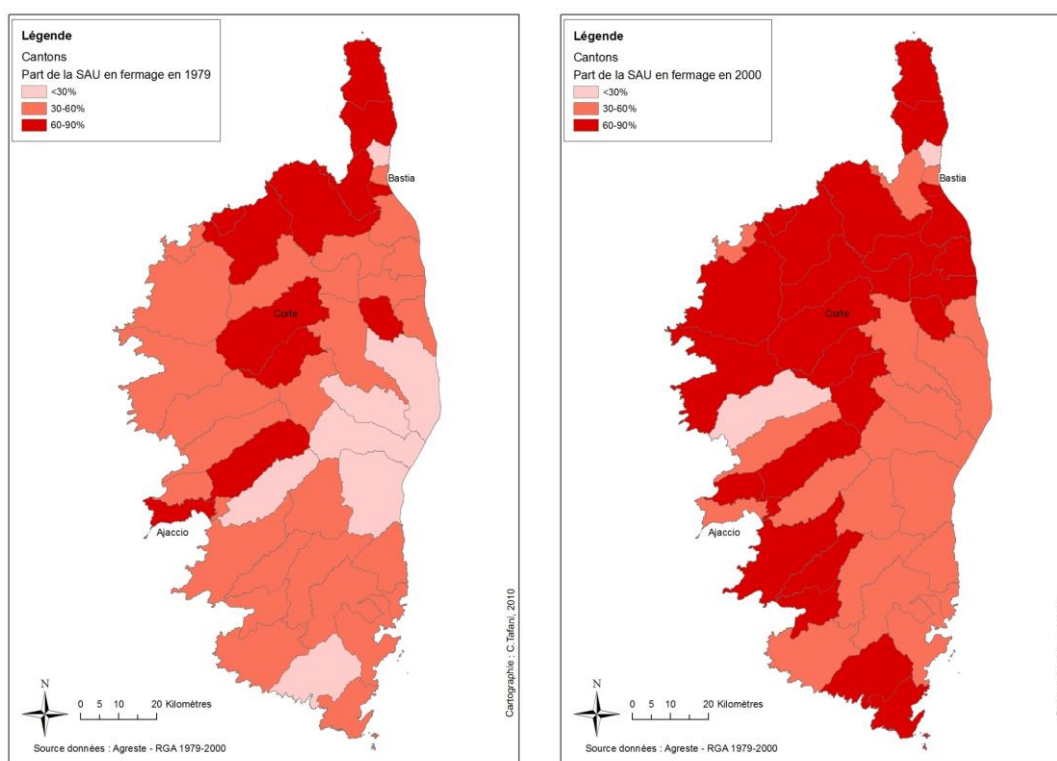 Légende
Cantons
Part de la SAU en fermage en 1979
<30%
30-60%
60-90%
Bastia
Corte
Ajaccio
N
0 5 10 20 Kilomètres
Source données : Agreste - RGA 1979-2000
Cartographie : C.Tafani, 2010
Légende
Cantons
Part de la SAU en fermage en 2000
<30%
30-60%
60-90%
Bastia
Corte
Ajaccio
N
0 5 10 20 Kilomètres
Source données : Agreste - RGA 1979-2000